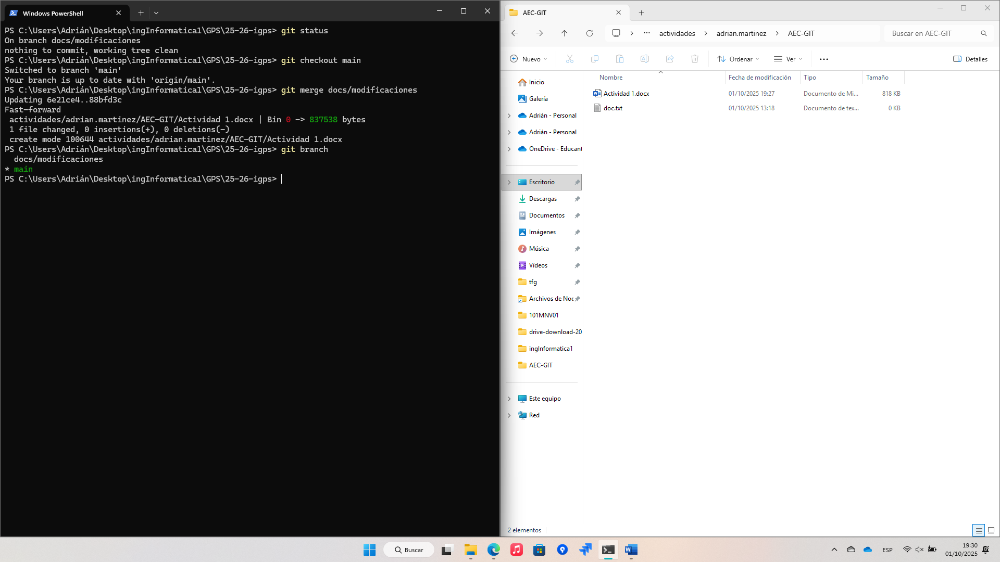 Windows PowerShell
PS C:\Users\Adrián\Desktop\ingInformatica1\GPS\25-26-igps> git status
On branch docs/modificaciones
nothing to commit, working tree clean
PS C:\Users\Adrián\Desktop\ingInformatica1\GPS\25-26-igps> git checkout main
Switched to branch 'main'
Your branch is up to date with 'origin/main'.
PS C:\Users\Adrián\Desktop\ingInformatica1\GPS\25-26-igps> git merge docs/modificaciones
Updating 6e21ce4..88bfd3c
Fast-forward
actividades/adrian.martinez/AEC-GIT/Actividad 1.docx | Bin 0 -> 837538 bytes
1 file changed, 0 insertions(+), 0 deletions(-)
create mode 100644 actividades/adrian.martinez/AEC-GIT/Actividad 1.docx
PS C:\Users\Adrián\Desktop\ingInformatica1\GPS\25-26-igps> git branch
docs/modificaciones
* main
PS C:\Users\Adrián\Desktop\ingInformatica1\GPS\25-26-igps>
AEC-GIT
actividades > adrian.martinez > AEC-GIT
Buscar en AEC-GIT
Nuevo
Ordenar
Ver
Detalles
Inicio
Galería
Adrián - Personal
Adrián - Personal
OneDrive - Educant
Escritorio
Descargas
Documentos
Imágenes
Música
Vídeos
tfg
Archivos de Noe
101MNV01
drive-download-20
ingInformatica1
AEC-GIT
Este equipo
Red
Nombre Fecha de modificación Tipo Tamaño
Actividad 1.docx 01/10/2025 19:27 Documento de Mi... 818 KB
doc.txt 01/10/2025 13:18 Documento de tex... 0 KB
2 elementos
Buscar
ESP
19:30
01/10/2025